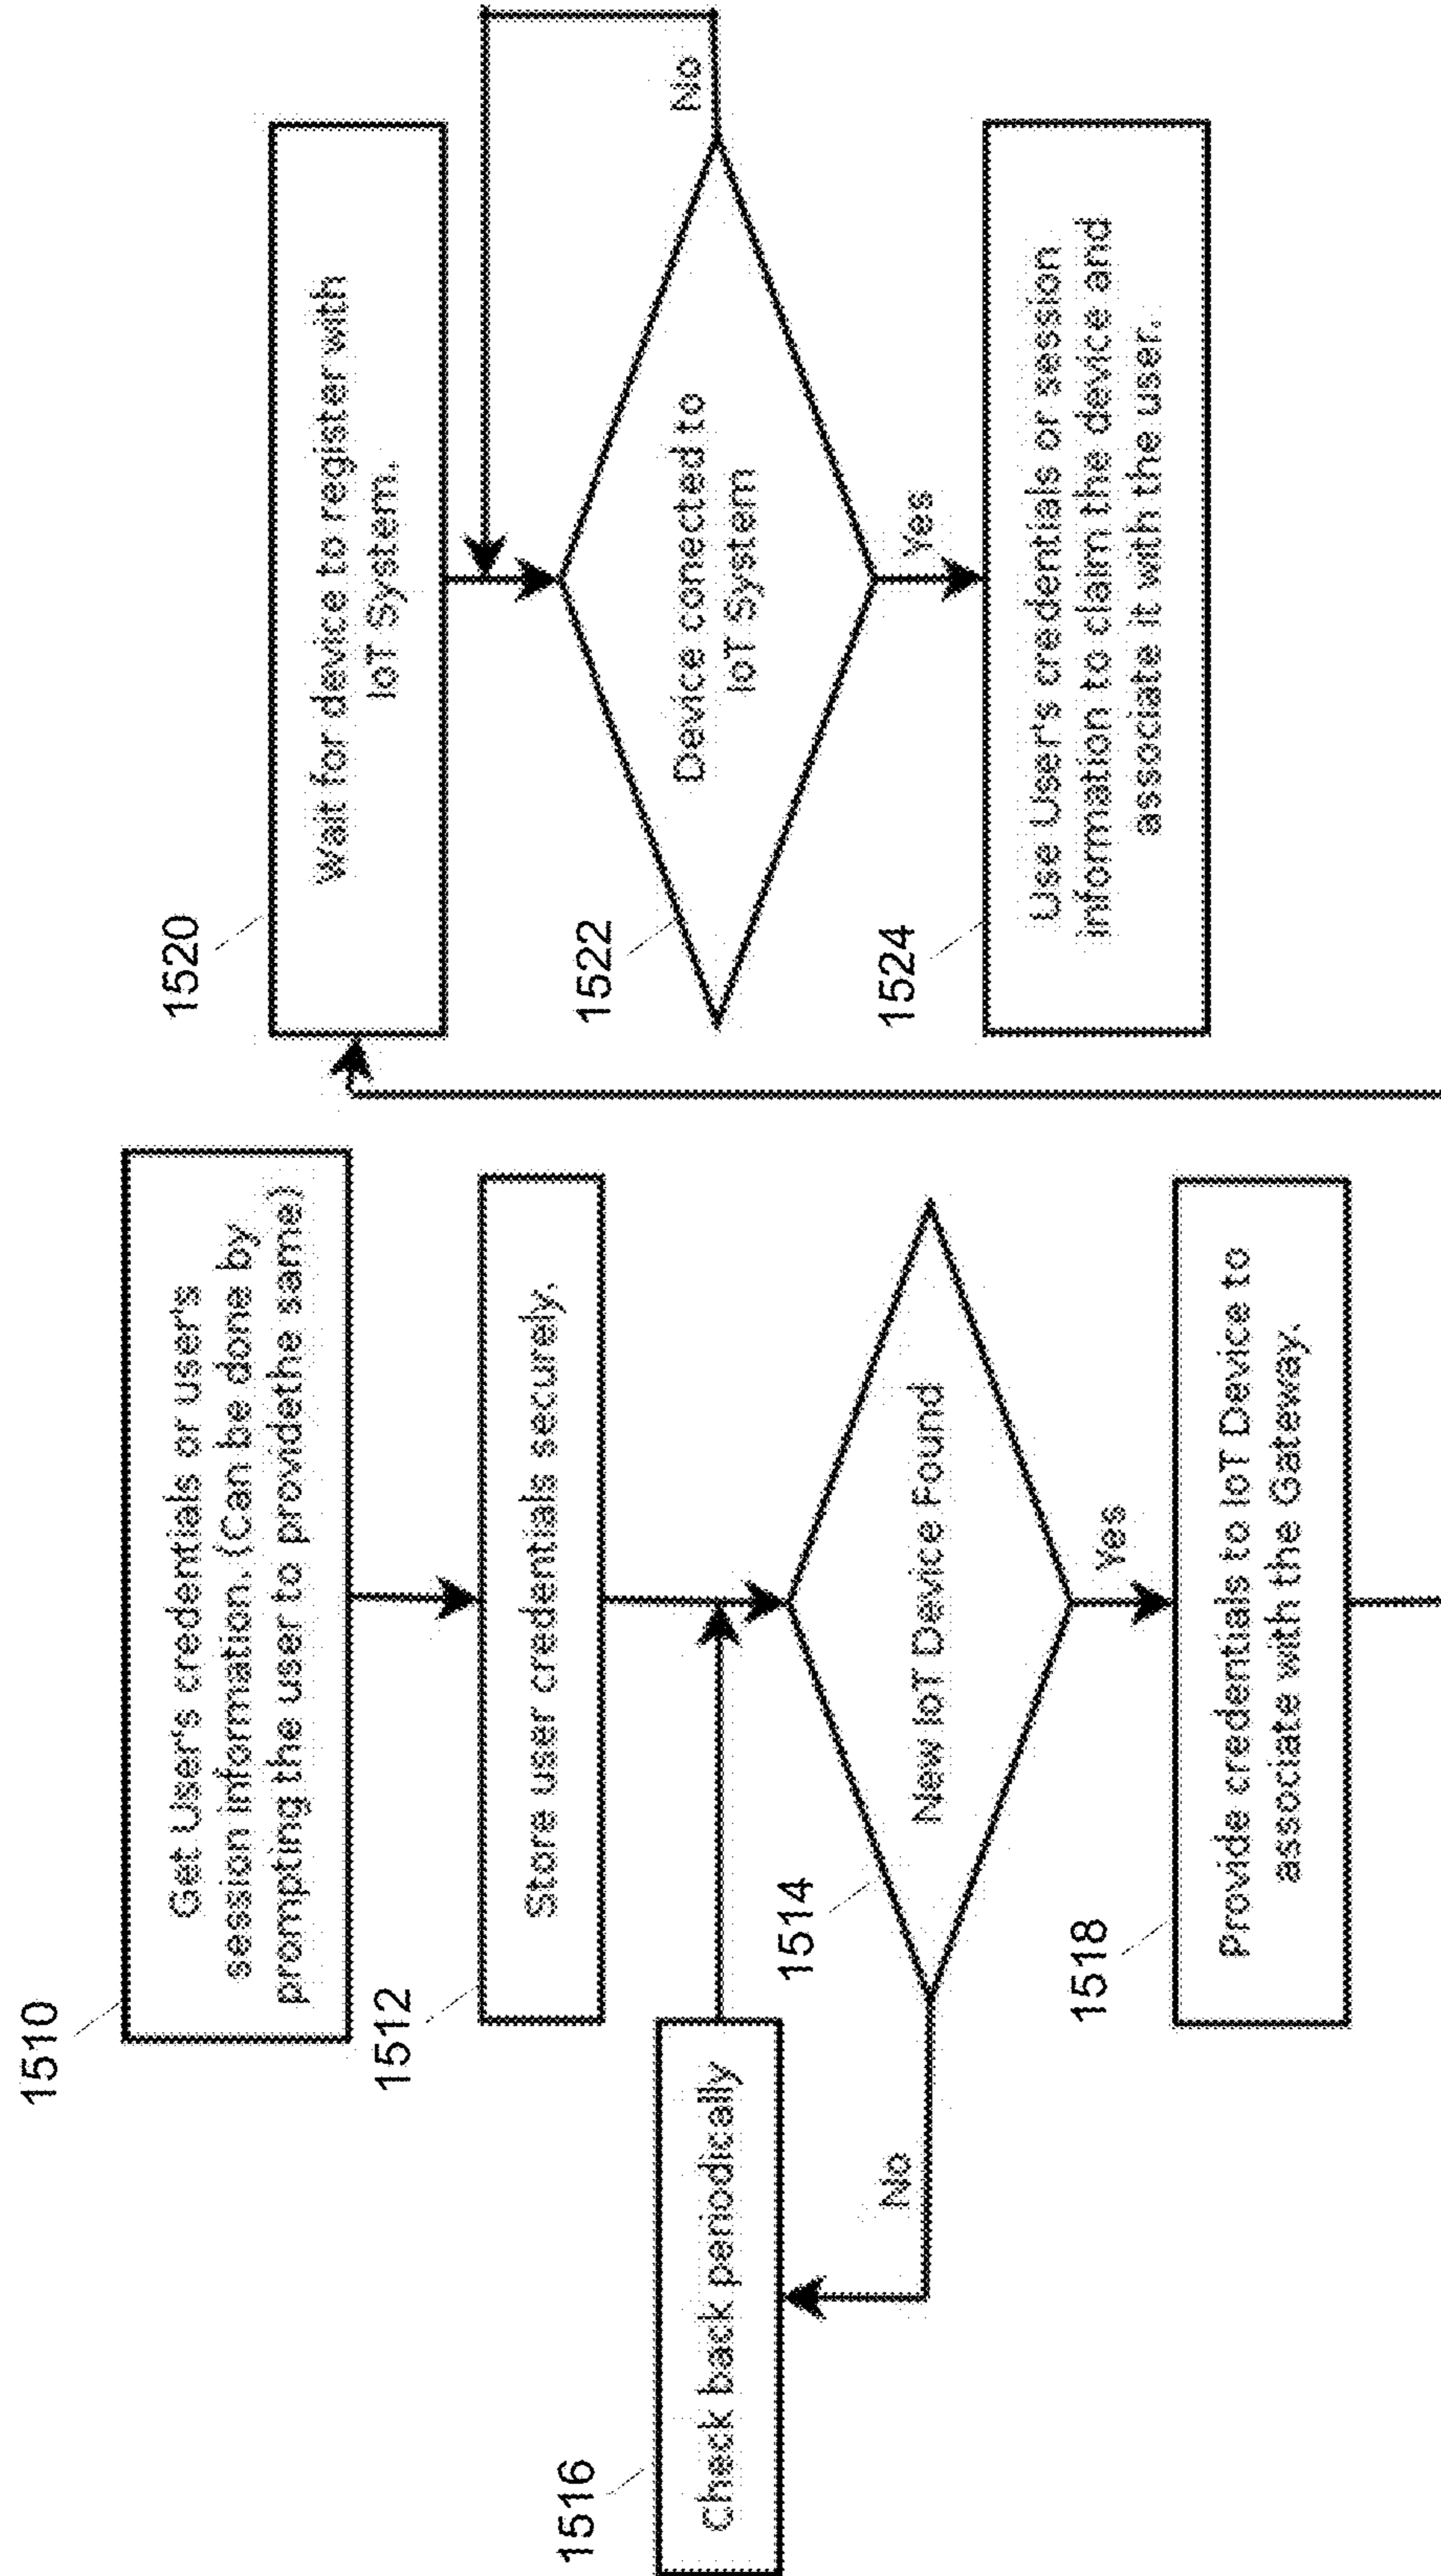 1510
Get User's credentials or user's
session information. (Can be done by
prompting the user to providethe same)
1512
Store user credentials securely.
1516
check back periodically
1514
New IoT Device Found
No
Yes
1518
Provide credentials to IoT Device to
associate with the Gateway.
1520
Wait for device to register with
IoT System.
1522
Device conected to
IoT System
No
Yes
1524
Use User's credentials or session
information to claim the device and
associate it with the user.